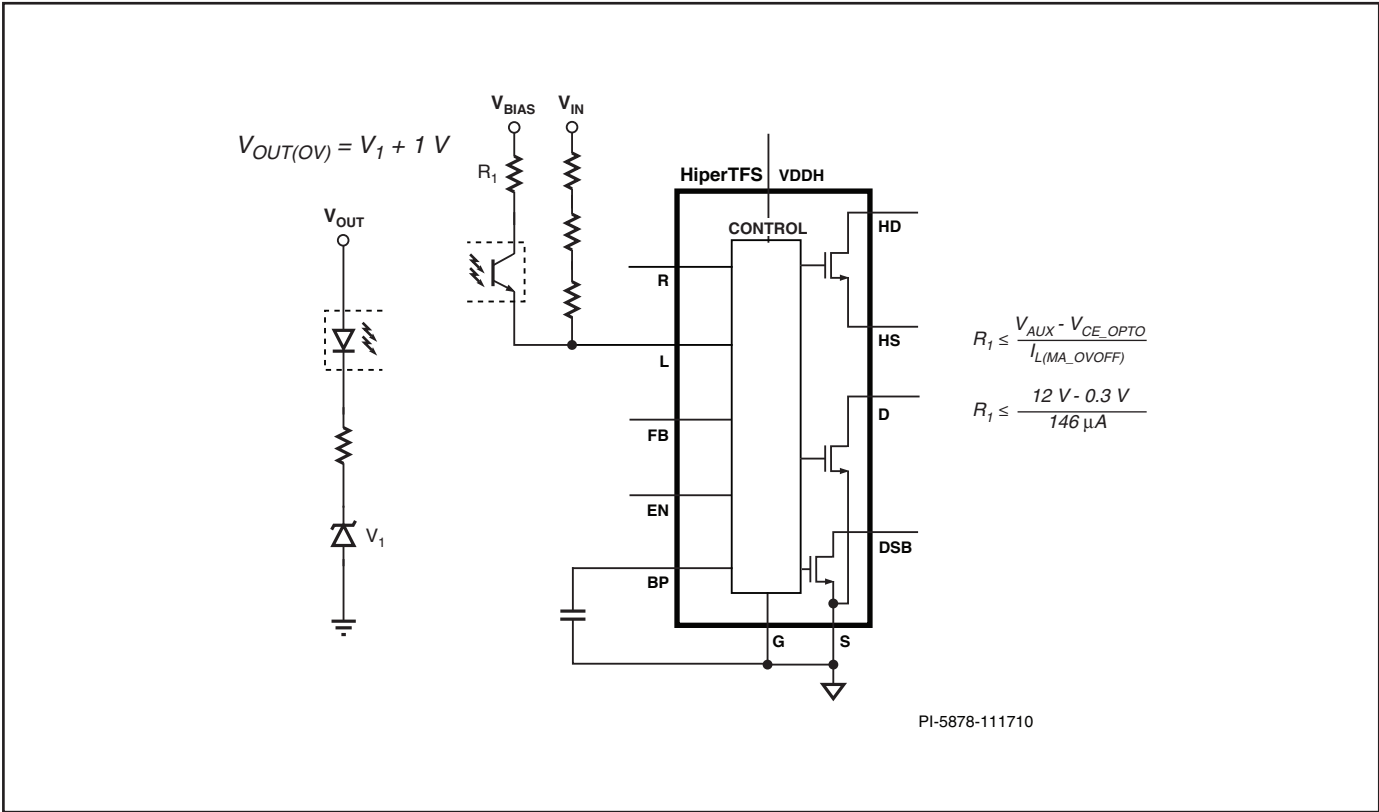 V_BIAS V_IN
V_OUT(OV) = V_1 + 1 V
R_1
HiperTFS VDDH
V_OUT
CONTROL
HD
R
HS
V_AUX - V_CE_OPTO
R_1 ≤
I_L(MA_OVOFF)
L
D
12 V - 0.3 V
R_1 ≤
146 µA
FB
EN
V_1
DSB
BP
G S
PI-5878-111710